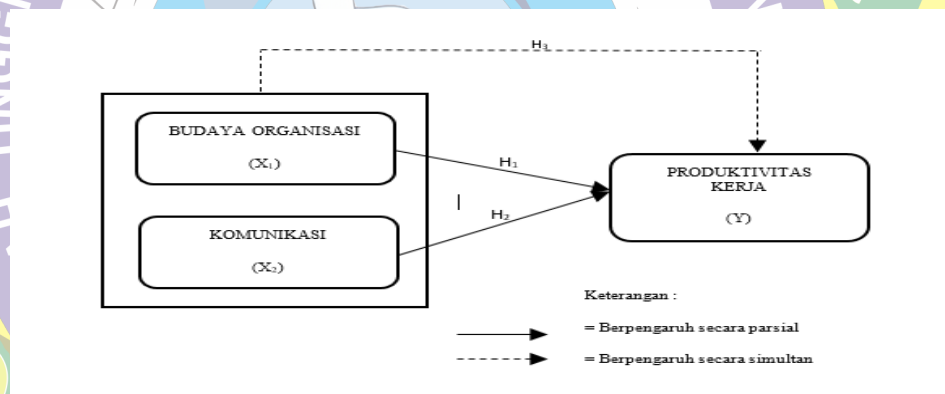 H₃
BUDAYA ORGANISASI
(X₁)
H₁
PRODUKTIVITAS
KERJA
(Y)
H₂
KOMUNIKASI
(X₂)
Keterangan :
= Berpengaruh secara parsial
= Berpengaruh secara simultan